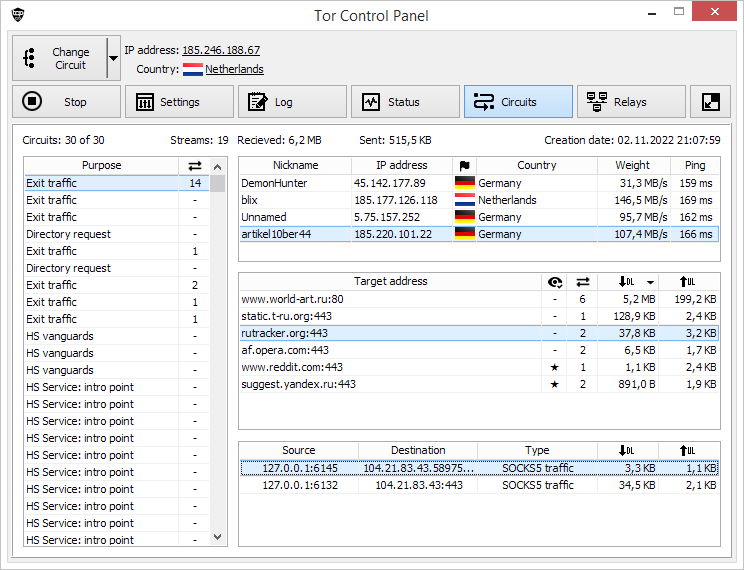 Tor Control Panel
Change Circuit
IP address: 185.246.188.67
Country: Netherlands
Stop Settings Log Status Circuits Relays
Circuits: 30 of 30 Streams: 19 Recieved: 6,2 MB Sent: 515,5 KB Creation date: 02.11.2022 21:07:59
Purpose
Exit traffic 14
Exit traffic -
Exit traffic -
Directory request -
Exit traffic 1
Directory request -
Exit traffic 2
Exit traffic 1
Exit traffic 1
HS vanguards -
HS vanguards -
HS vanguards -
HS Service: intro point -
HS Service: intro point -
HS Service: intro point -
HS Service: intro point -
HS Service: intro point -
HS Service: intro point -
HS Service: intro point -
HS Service: intro point -
HS Service: intro point -
HS Service: intro point -
Nickname IP address Country Weight Ping
DemonHunter 45.142.177.89 Germany 31,3 MB/s 159 ms
blix 185.177.126.118 Netherlands 146,5 MB/s 169 ms
Unnamed 5.75.157.252 Germany 95,7 MB/s 162 ms
artikel10ber44 185.220.101.22 Germany 107,4 MB/s 166 ms
Target address DL UL
www.world-art.ru:80 - 6 5,2 MB 199,2 KB
static.t-ru.org:443 - 1 128,9 KB 2,4 KB
rutracker.org:443 - 2 37,8 KB 3,2 KB
af.opera.com:443 - 2 6,5 KB 1,7 KB
www.reddit.com:443 ★ 1 1,1 KB 2,4 KB
suggest.yandex.ru:443 ★ 2 891,0 B 1,9 KB
Source Destination Type DL UL
127.0.0.1:6145 104.21.83.43.58975... SOCKS5 traffic 3,3 KB 1,1 KB
127.0.0.1:6132 104.21.83.43:443 SOCKS5 traffic 34,5 KB 2,1 KB